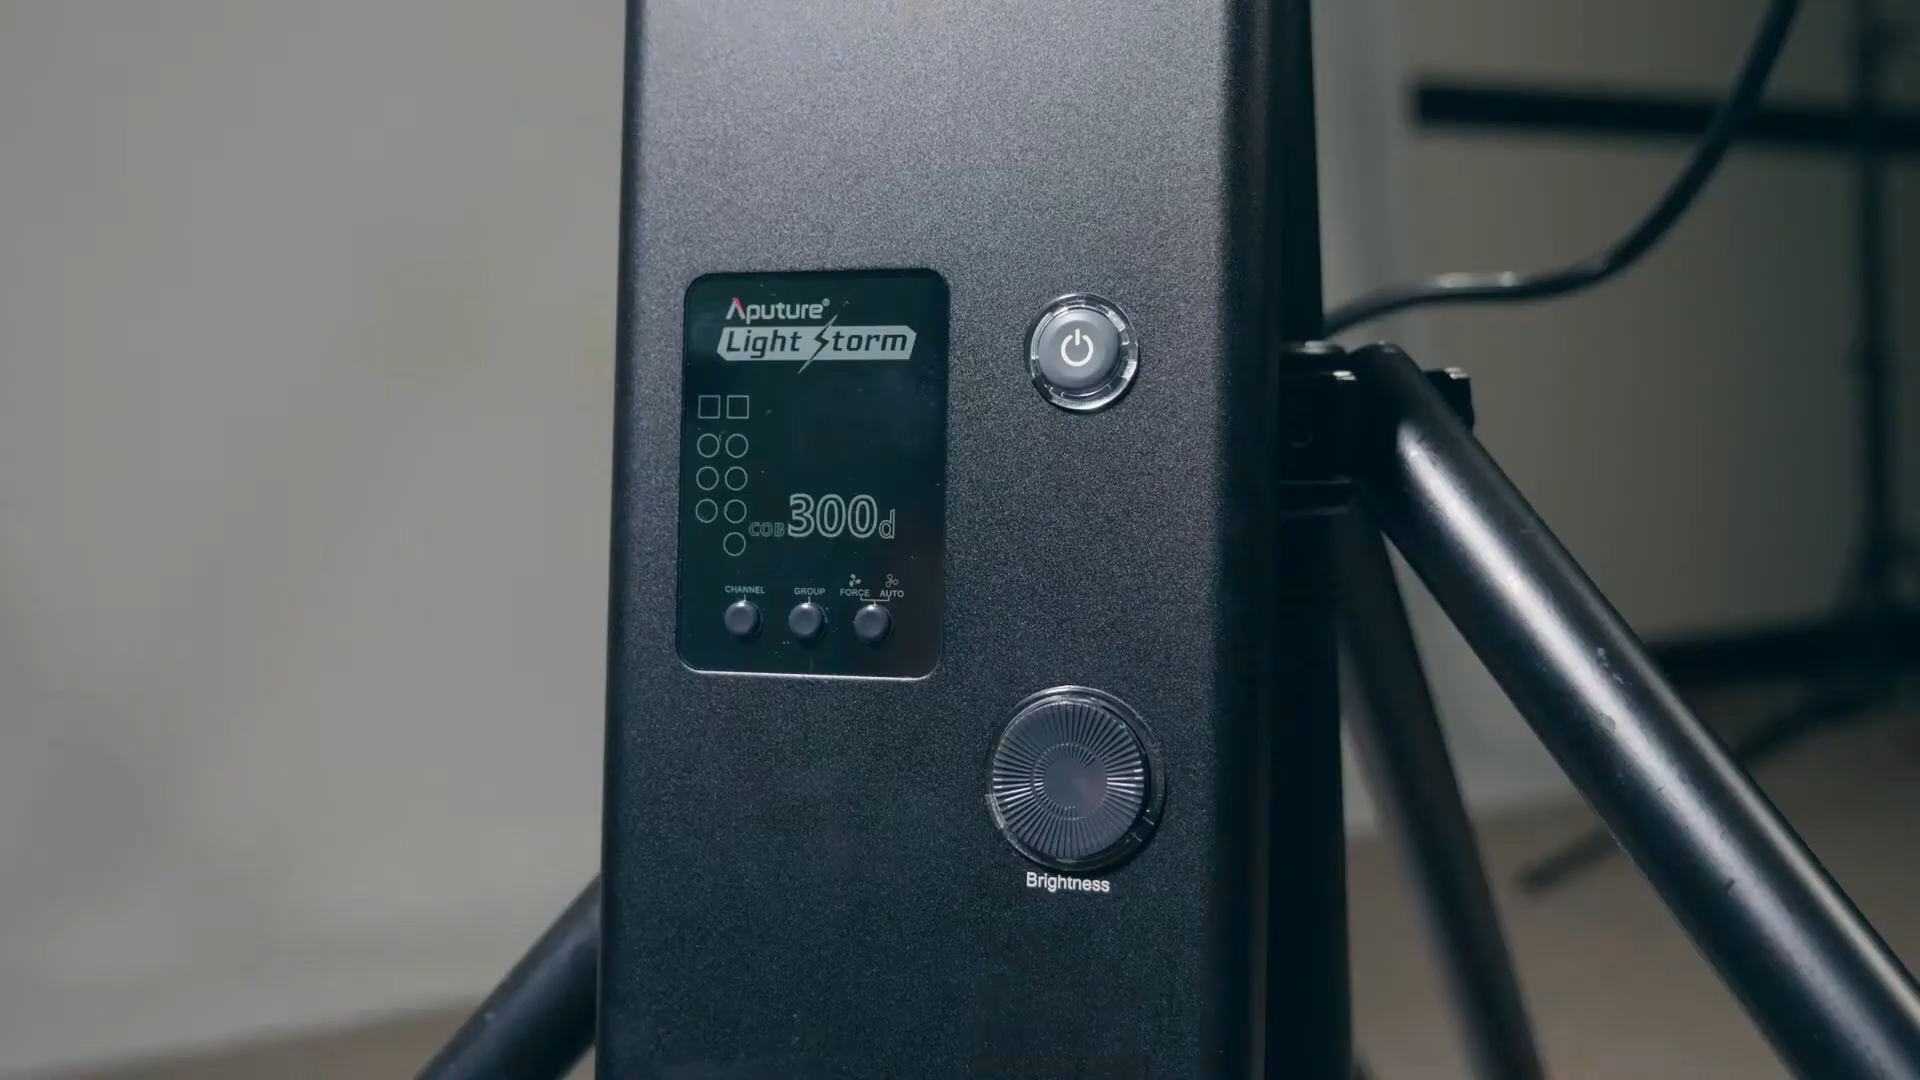 Aputure®
Light Storm
COB 300d
CHANNEL GROUP FORCE AUTO
Brightness